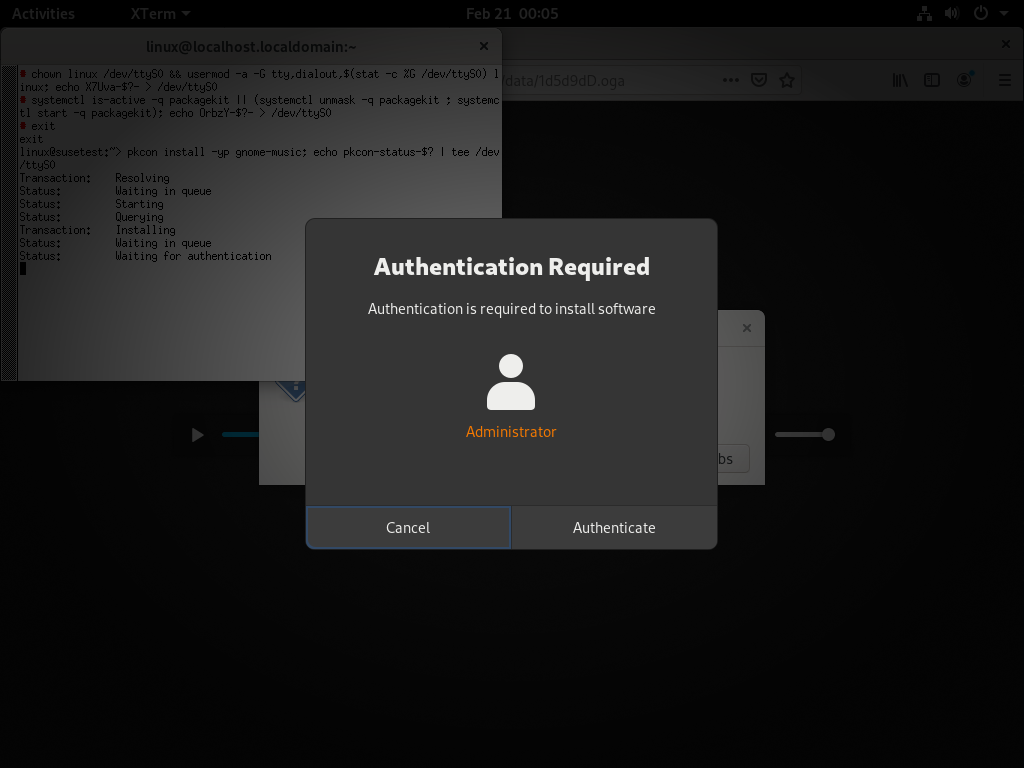 Activities XTerm Feb 21 00:05
linux@localhost.localdomain:~
chown linux /dev/ttyS0 && usermod -a -G tty,dialout,$(stat -c %G /dev/ttyS0) l
inux; echo X7Uva-$?- > /dev/ttyS0
systemctl is-active -q packagekit || (systemctl unmask -q packagekit ; systemc
tl start -q packagekit); echo OrbzY-$?- > /dev/ttyS0
exit
exit
linux@susetest:~> pkcon install -yp gnome-music; echo pkcon-status-$? | tee /dev
/ttyS0
Transaction: Resolving
Status: Waiting in queue
Status: Starting
Status: Querying
Transaction: Installing
Status: Waiting in queue
Status: Waiting for authentication
/data/1d5d9dD.oga
Authentication Required
Authentication is required to install software
Administrator
bs
Cancel Authenticate